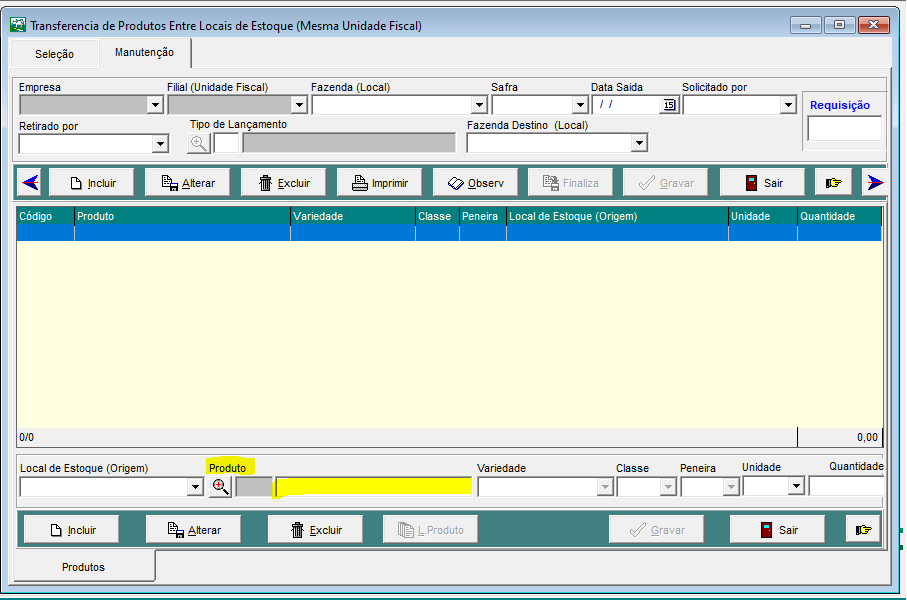 Transferencia de Produtos Entre Locais de Estoque (Mesma Unidade Fiscal)
Seleção Manutenção
Empresa Filial (Unidade Fiscal) Fazenda (Local) Safra Data Saida Solicitado por
/ / 15 Requisição
Retirado por Tipo de Lançamento Fazenda Destino (Local)
Incluir Alterar Excluir Imprimir Observ Finaliza Gravar Sair
Código Produto Variedade Classe Peneira Local de Estoque (Origem) Unidade Quantidade
0/0 0,00
Local de Estoque (Origem) Produto Variedade Classe Peneira Unidade Quantidade
Incluir Alterar Excluir L.Produto Gravar Sair
Produtos